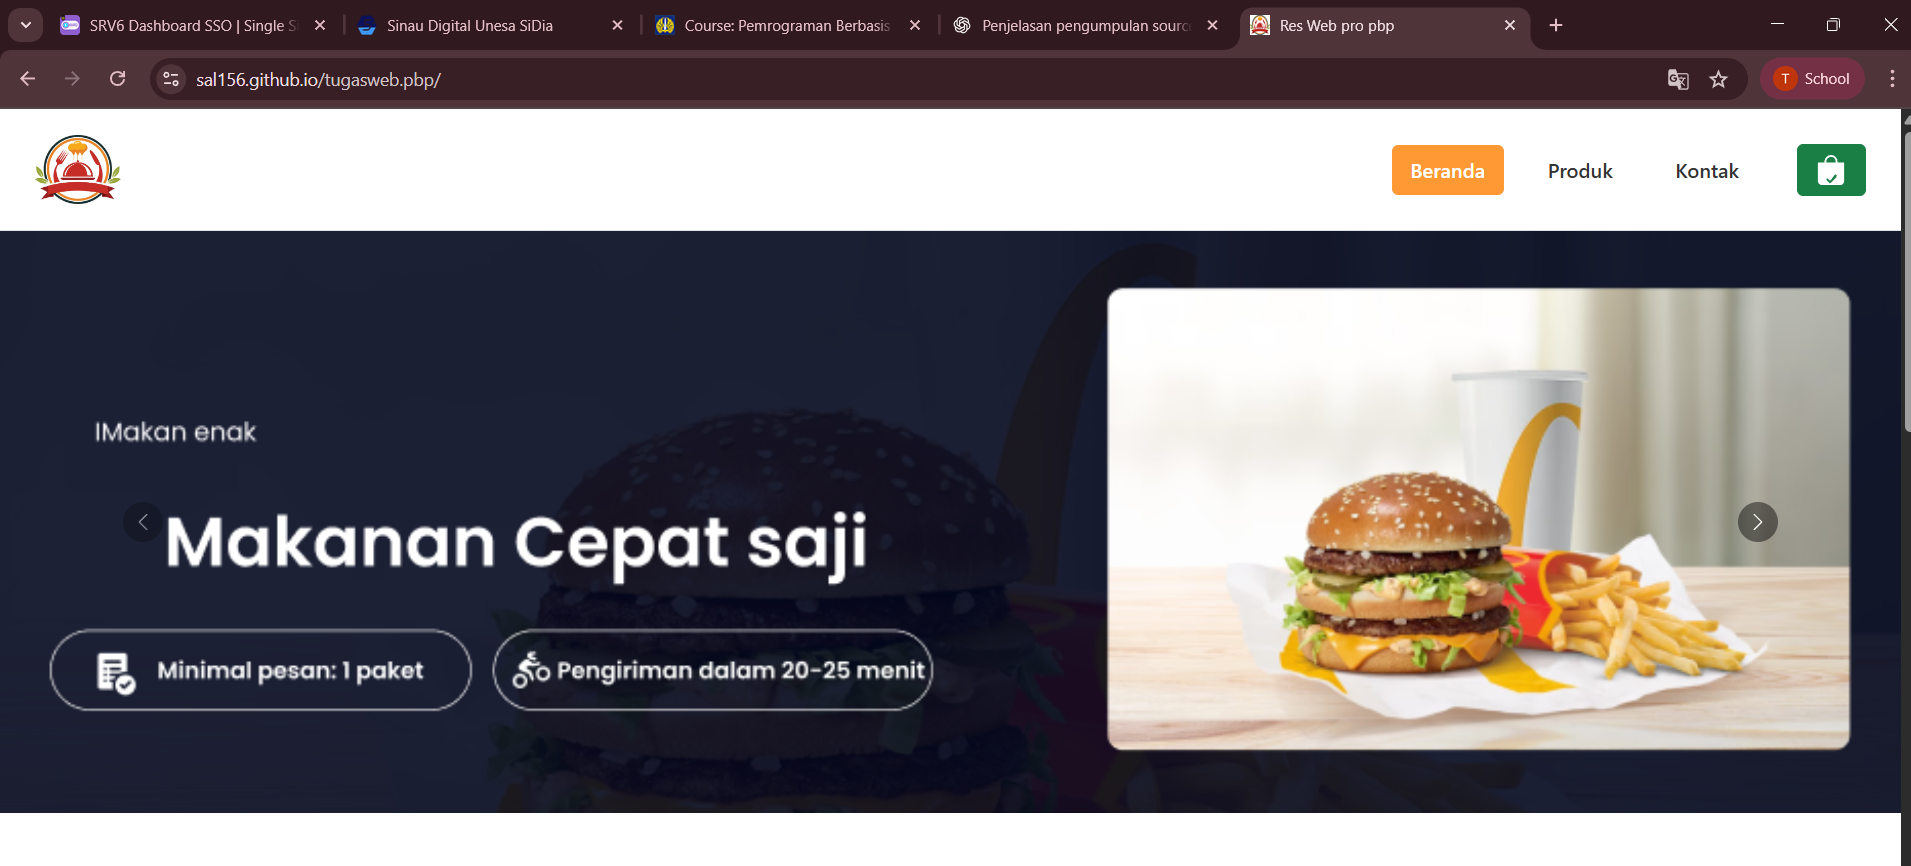 SRV6 Dashboard SSO | Single S
Sinau Digital Unesa SiDia
Course: Pemrograman Berbasis
Penjelasan pengumpulan sourc
Res Web pro pbp
sal156.github.io/tugasweb.pbp/
T School
Beranda
Produk
Kontak
IMakan enak
Makanan Cepat saji
Minimal pesan: 1 paket
Pengiriman dalam 20-25 menit